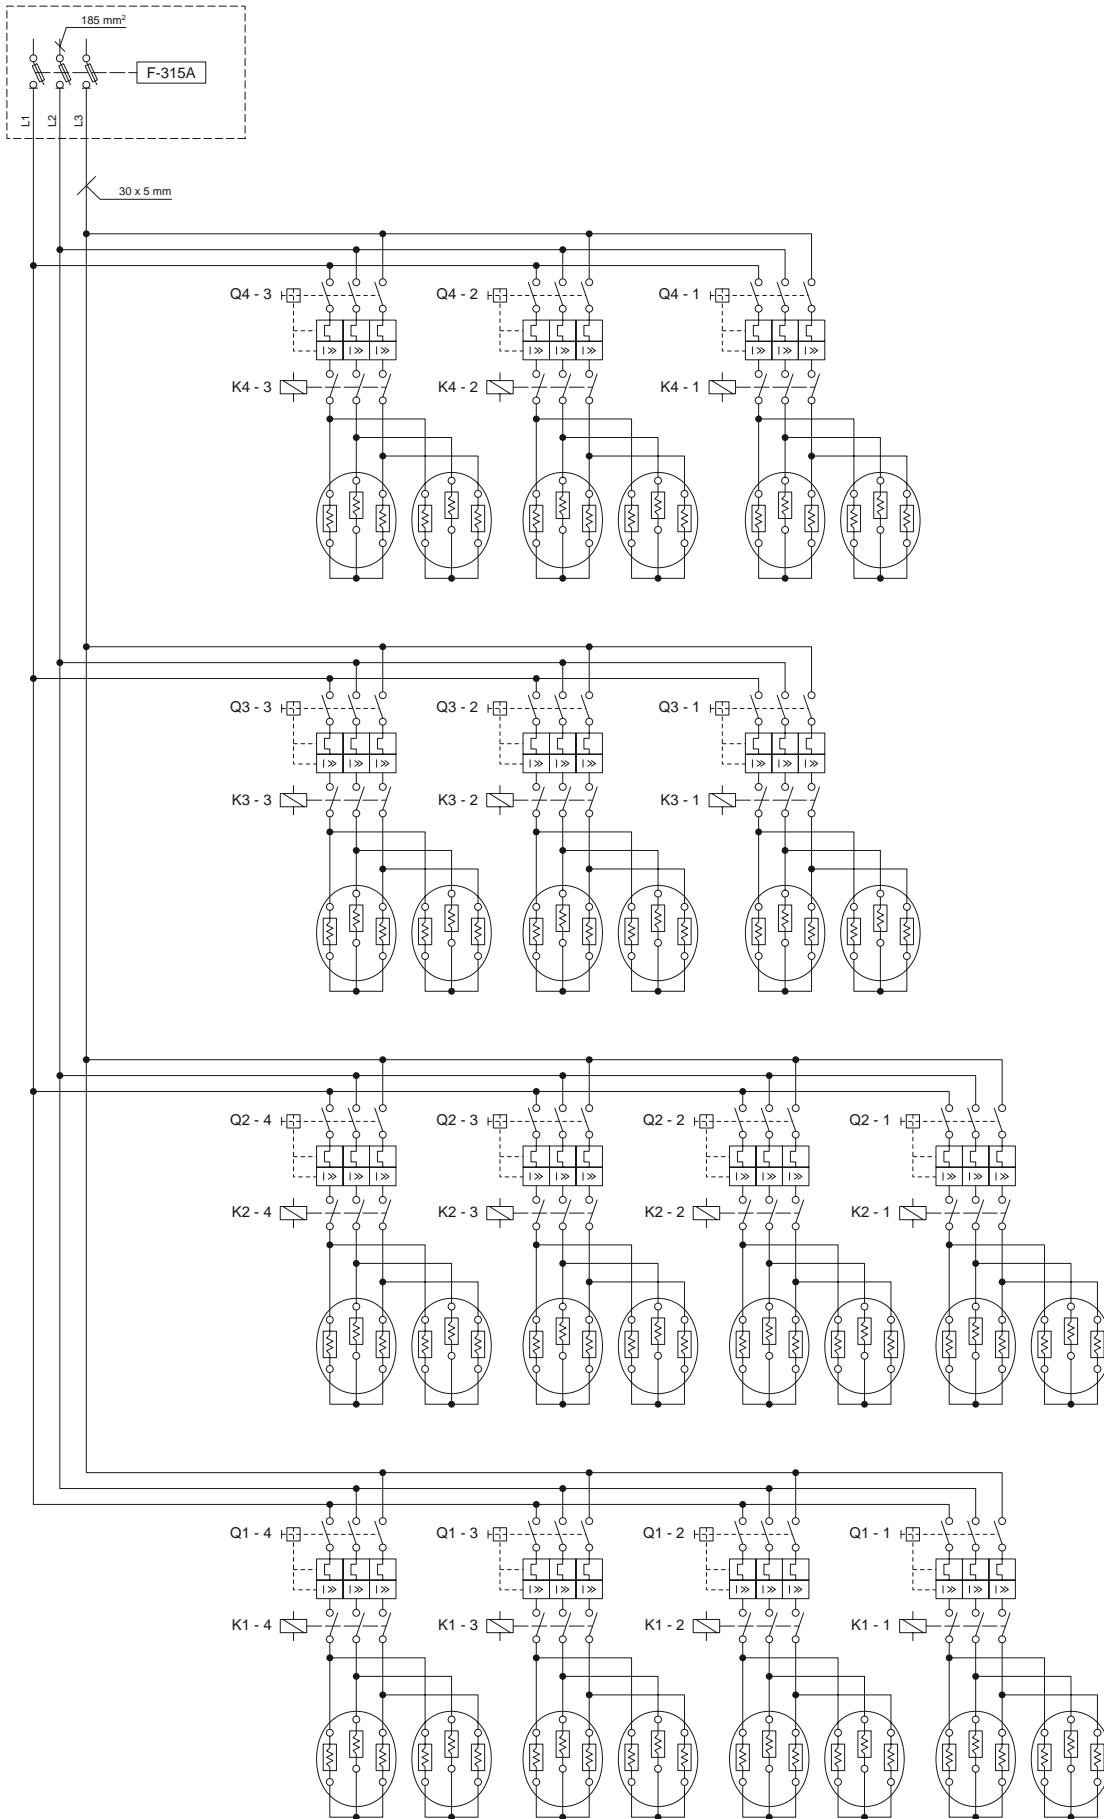 185 mm²
F-315A
L1
L2
L3
30 x 5 mm
Q4 - 3
Q4 - 2
Q4 - 1
I≫ I≫ I≫
I≫ I≫ I≫
I≫ I≫ I≫
K4 - 3
K4 - 2
K4 - 1
Q3 - 3
Q3 - 2
Q3 - 1
I≫ I≫ I≫
I≫ I≫ I≫
I≫ I≫ I≫
K3 - 3
K3 - 2
K3 - 1
Q2 - 4
Q2 - 3
Q2 - 2
Q2 - 1
I≫ I≫ I≫
I≫ I≫ I≫
I≫ I≫ I≫
I≫ I≫ I≫
K2 - 4
K2 - 3
K2 - 2
K2 - 1
Q1 - 4
Q1 - 3
Q1 - 2
Q1 - 1
I≫ I≫ I≫
I≫ I≫ I≫
I≫ I≫ I≫
I≫ I≫ I≫
K1 - 4
K1 - 3
K1 - 2
K1 - 1